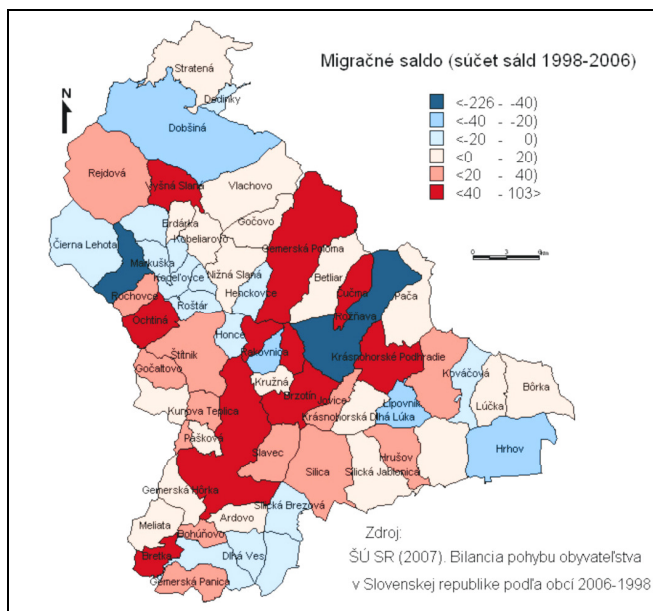 Migračné saldo (súčet sáld 1998-2006)
<-226 - -40)
<-40 - -20)
<-20 - 0)
<0 - 20)
<20 - 40)
<40 - 103>
N
Stratená
Dedinky
Dobšiná
Rejdová
Vyšná Slaná
Vlachovo
Gočovo
Čierna Lehota
Kobeliarovo
Gemerská Poloma
Markuška
Nižná Slaná
Betliar
Čučma
Henckovce
Pača
Rochovce
Roštár
Rožňava
Ochtiná
Honce
Rakovnica
Krásnohorské Podhradie
Štítnik
Kováčová
Gočaltovo
Kružná
Brzotín
Jovice
Lipovník
Lúčka
Bôrka
Kunova Teplica
Krásnohorská Dlhá Lúka
Pašková
Slavec
Hrušov
Hrhov
Silica
Silická Jablonica
Gemerská Hôrka
Silická Brezová
Meliata
Ardovo
Bohúňovo
Bretka
Dlhá Ves
Gemerská Panica
Zdroj:
ŠÚ SR (2007). Bilancia pohybu obyvateľstva
v Slovenskej republike podľa obcí 2006-1998